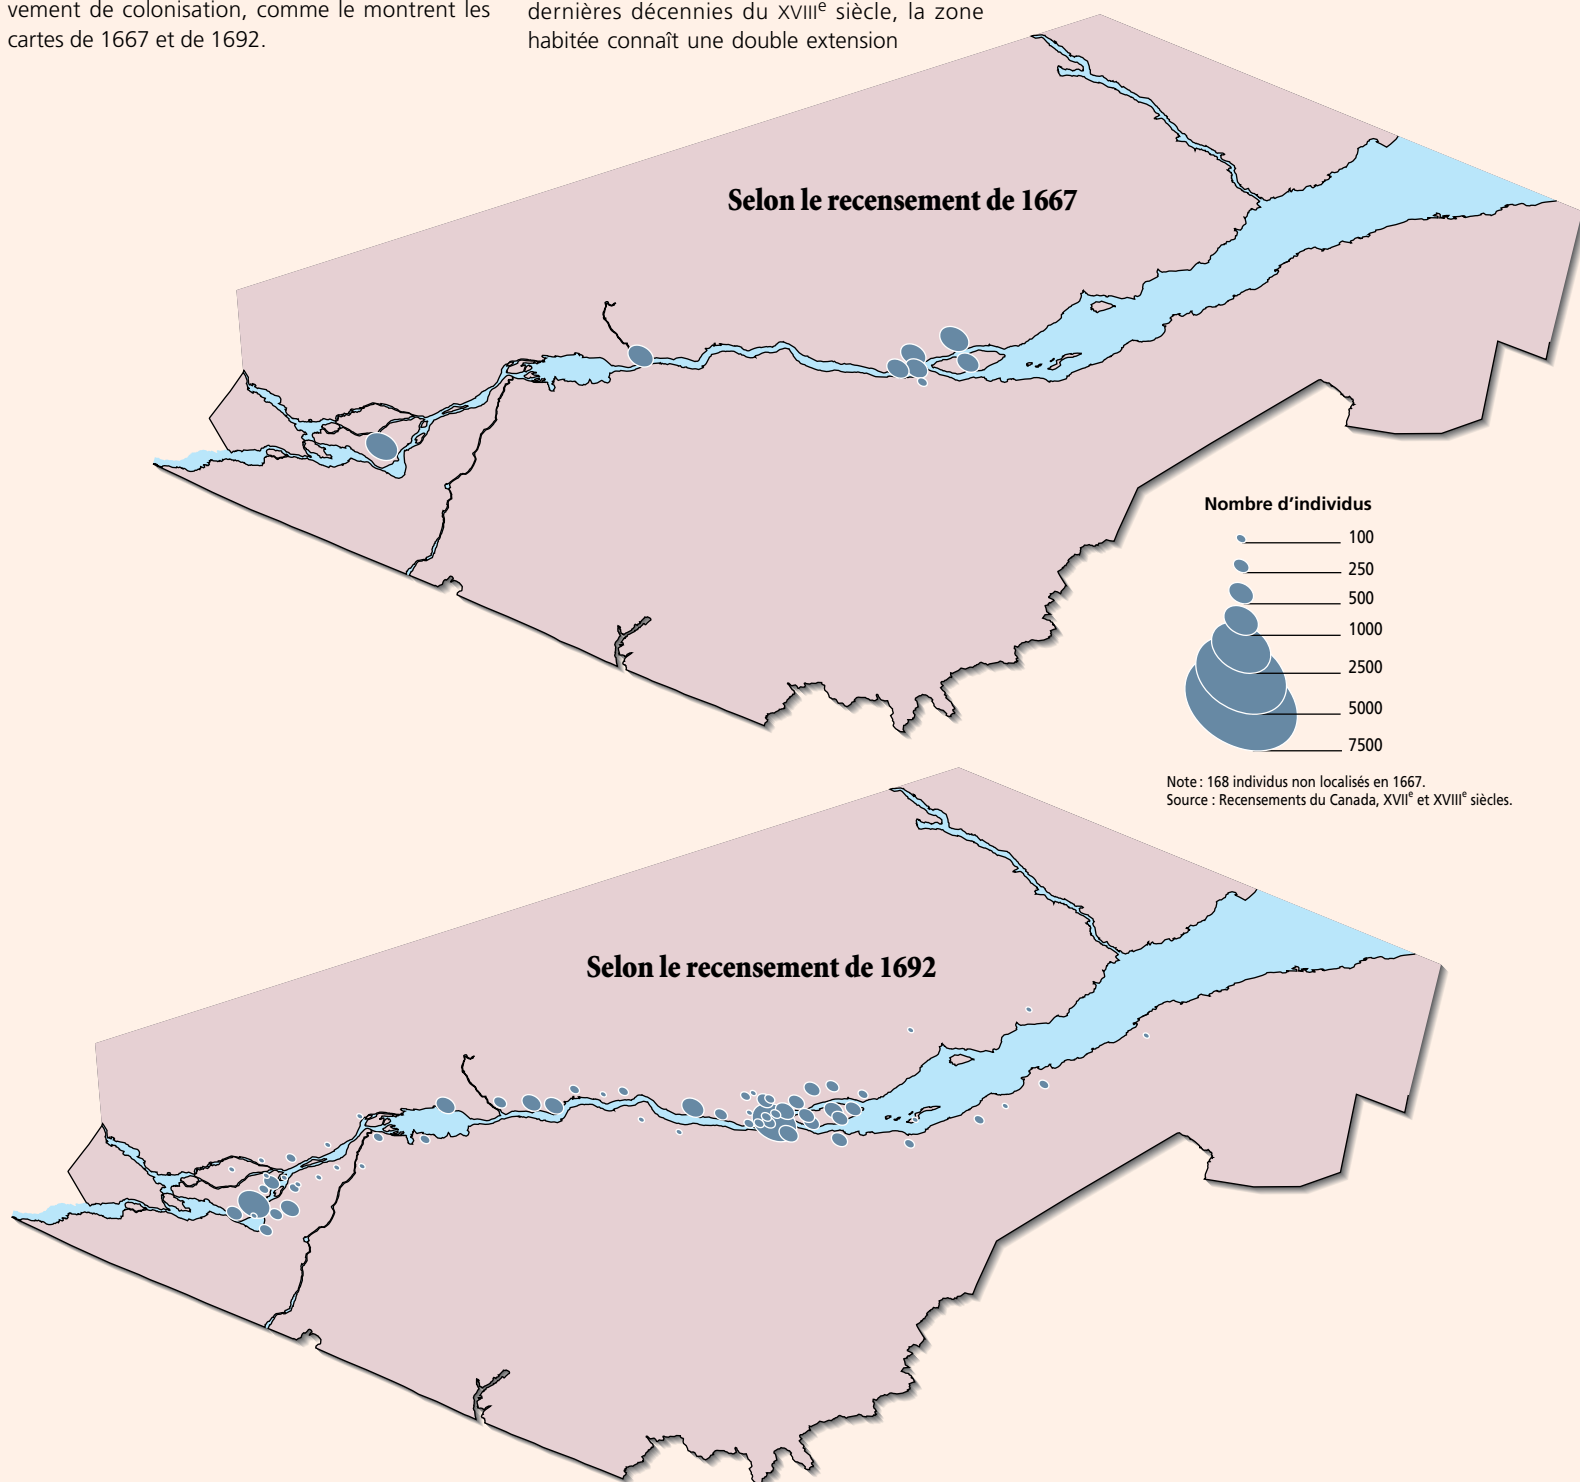 vement de colonisation, comme le montrent les
cartes de 1667 et de 1692.
dernières décennies du XVIIIe siècle, la zone
habitée connaît une double extension
Selon le recensement de 1667
Nombre d'individus
100
250
500
1000
2500
5000
7500
Note : 168 individus non localisés en 1667.
Source : Recensements du Canada, XVIIe et XVIIIe siècles.
Selon le recensement de 1692